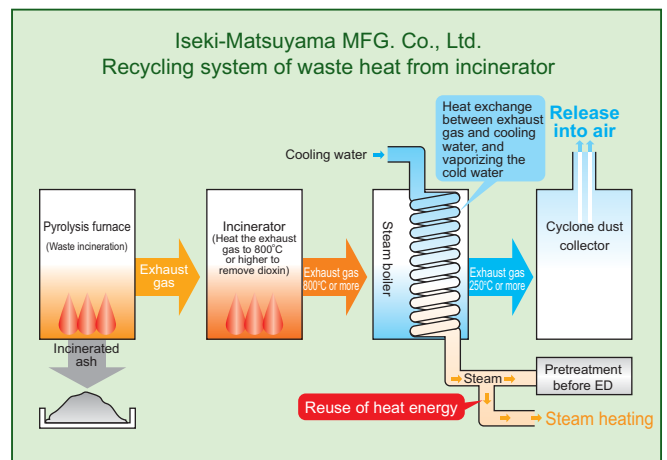 Iseki-Matsuyama MFG. Co., Ltd.
Recycling system of waste heat from incinerator
Heat exchange
between exhaust
gas and cooling
water, and
vaporizing the
cold water
Release
into air
Cooling water
Pyrolysis furnace
(Waste incineration)
Exhaust
gas
Incinerator
(Heat the exhaust
gas to 800℃
or higher to
remove dioxin)
Exhaust gas
800℃ or more
Steam boiler
Exhaust gas
250℃ or more
Cyclone dust
collector
Incinerated
ash
Steam
Pretreatment
before ED
Reuse of heat energy
Steam heating